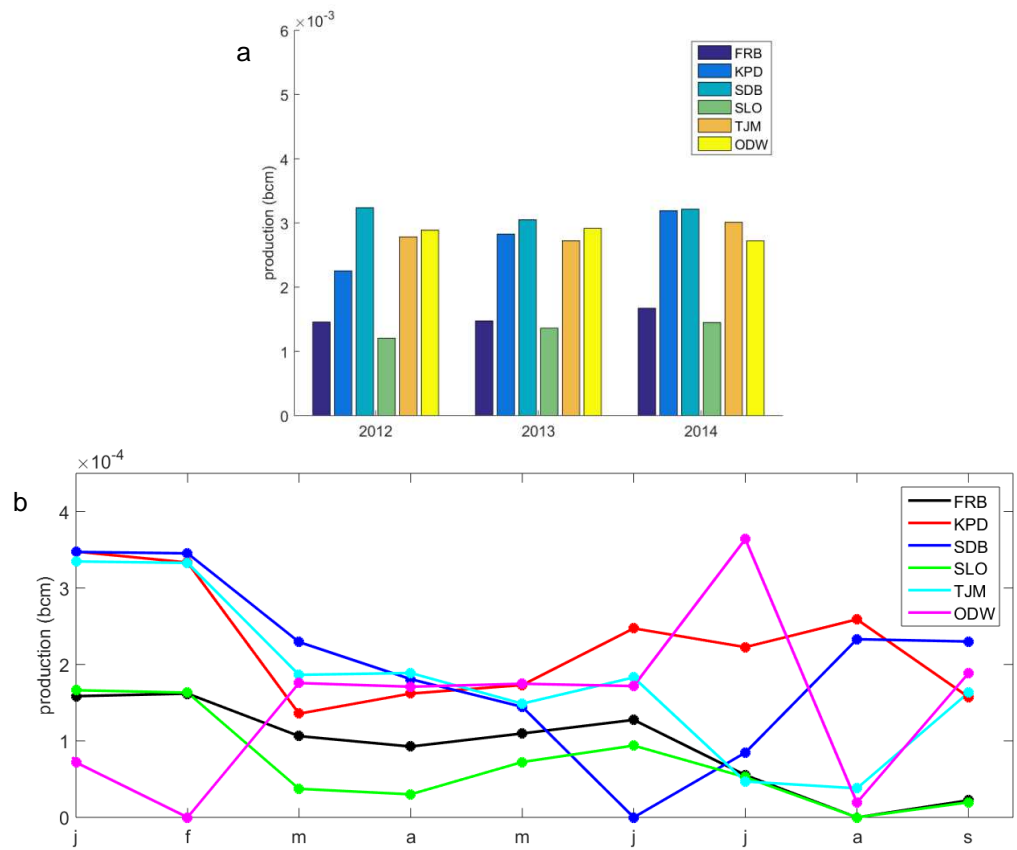 a
×10⁻³
6
5
4
3
2
1
0
production (bcm)
2012 2013 2014
FRB
KPD
SDB
SLO
TJM
ODW
b
×10⁻⁴
4
3
2
1
0
production (bcm)
j f m a m j j a s
FRB
KPD
SDB
SLO
TJM
ODW